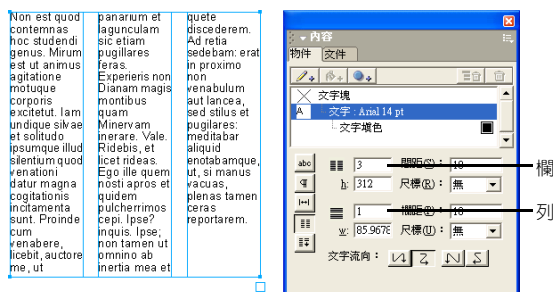 Non est quod
contemnas
hoc studendi
genus. Mirum
est ut animus
agitatione
motuque
corporis
excitetut. Iam
undique silvae
et solitudo
ipsumque illud
silentium quod
venationi
datur magna
cogitationis
incitamenta
sunt. Proinde
cum
venabere,
licebit, auctore
me, ut
panarium et
lagunculam
sic etiam
pugillares
feras.
Experieris non
Dianam magis
montibus
quam
Minervam
inerare. Vale.
Ridebis, et
licet rideas.
Ego ille quem
nosti apros et
quidem
pulcherrimos
cepi. Ipse?
inquis. Ipse;
non tamen ut
omnino ab
inertia mea et
quete
discederem.
Ad retia
sedebam: erat
in proximo
non
venabulum
aut lancea,
sed stilus et
pugilares:
meditabar
aliquid
enotabamque,
ut, si manus
vacuas,
plenas tamen
ceras
reportarem.
內容
物件 文件
文字塊
A 文字 : Arial 14 pt
文字填色
abc 3 間距(S): 18
h: 312 尺標(R): 無
1 間距(P): 18
w: 85.9678 尺標(U): 無
文字流向:
欄
列